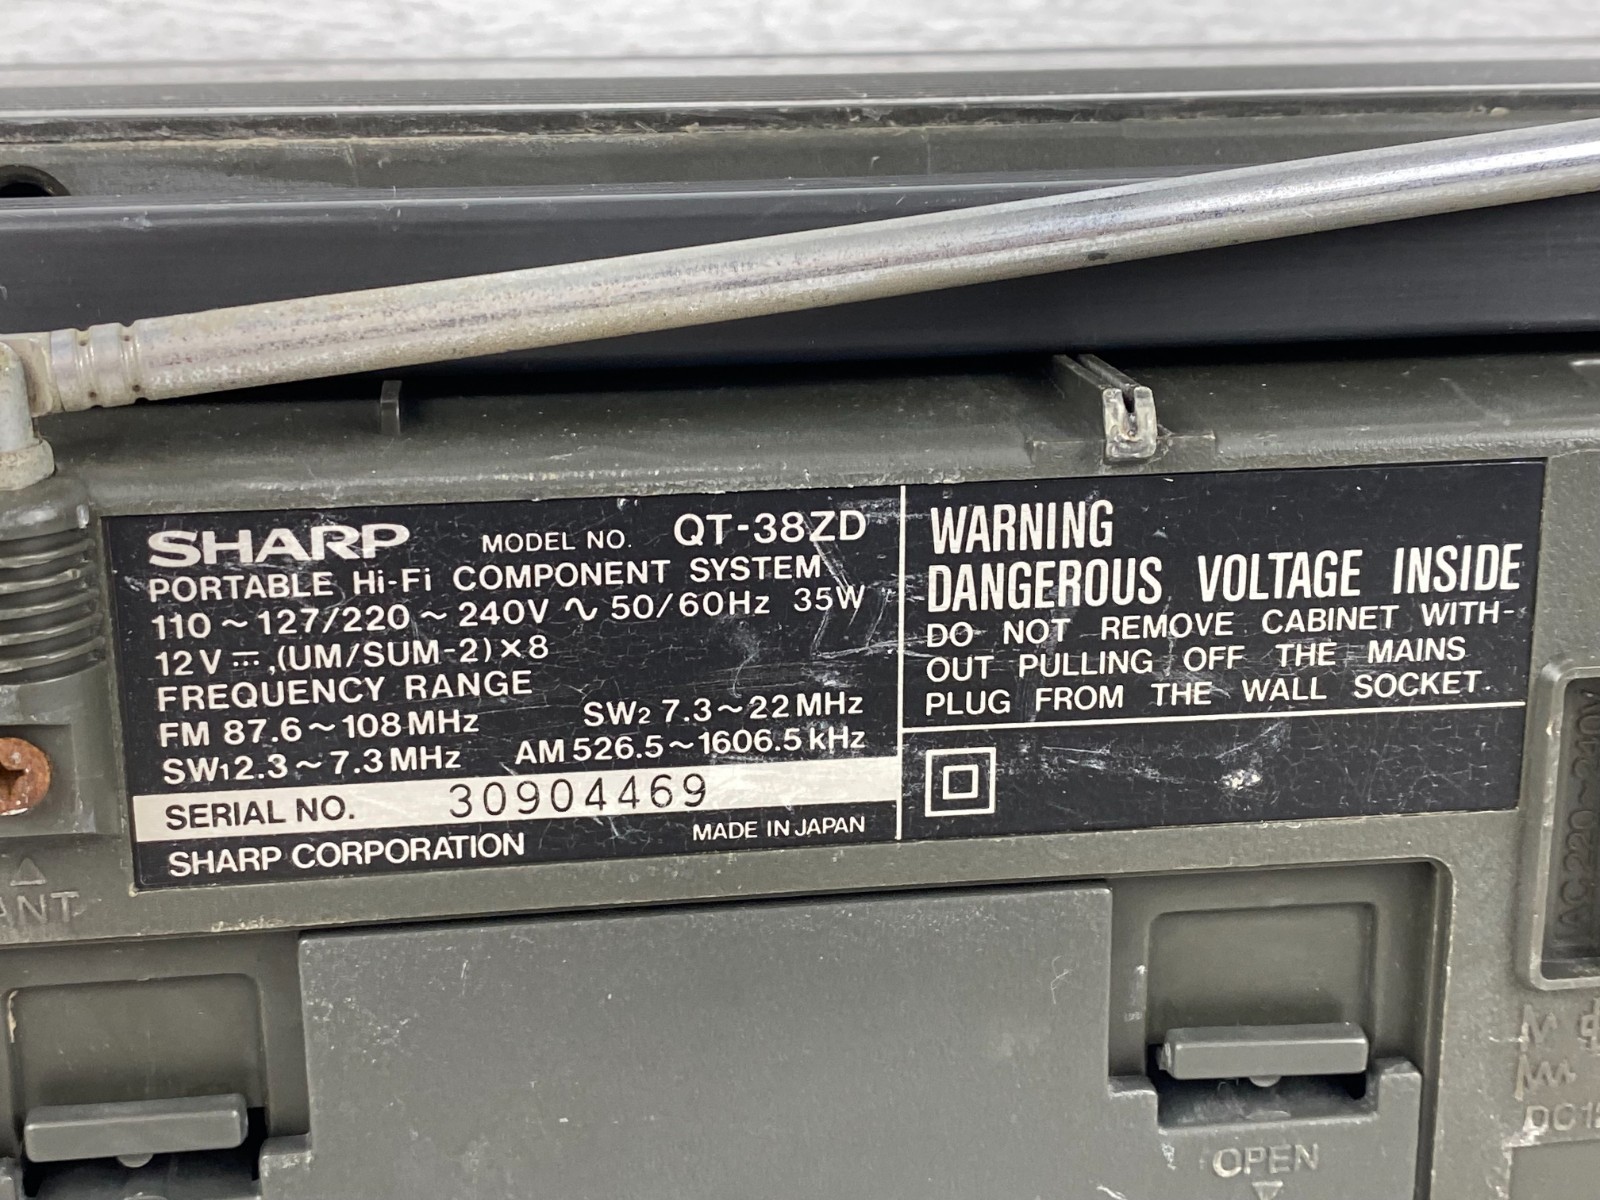 SHARP MODEL NO. QT-38ZD
PORTABLE Hi-Fi COMPONENT SYSTEM
110 ~ 127/220 ~ 240V ∿ 50/60Hz 35W
12V ⎓,(UM/SUM-2)×8
FREQUENCY RANGE
FM 87.6~108MHz SW2 7.3~22MHz
SW1 2.3~7.3MHz AM 526.5~1606.5kHz
SERIAL NO. 30904469
SHARP CORPORATION MADE IN JAPAN
WARNING
DANGEROUS VOLTAGE INSIDE
DO NOT REMOVE CABINET WITH-
OUT PULLING OFF THE MAINS
PLUG FROM THE WALL SOCKET.
ANT
AC 220~240V
OPEN